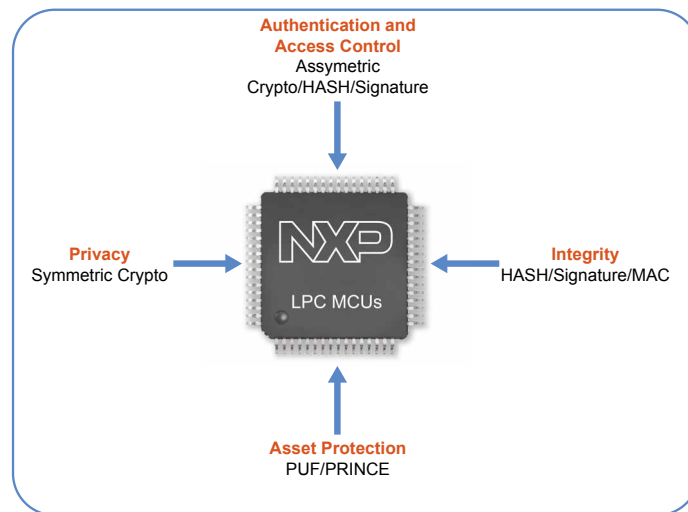 Authentication and
Access Control
Assymetric
Crypto/HASH/Signature
NXP
LPC MCUs
Privacy
Symmetric Crypto
Integrity
HASH/Signature/MAC
Asset Protection
PUF/PRINCE